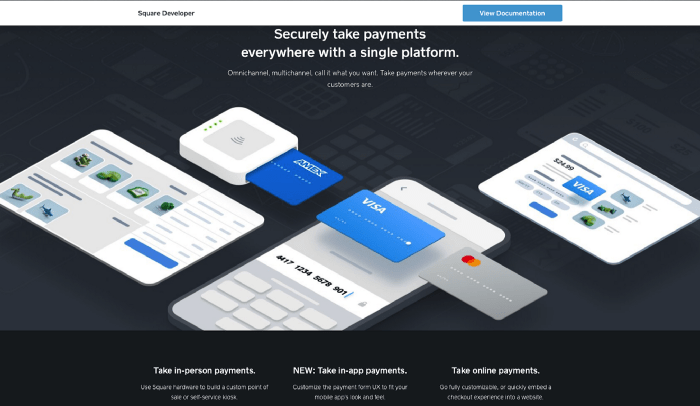 Square Developer
View Documentation
Securely take payments
everywhere with a single platform.
Omnichannel, multichannel, call it what you want. Take payments wherever your
customers are.
AMEX
$24.99
VISA
VISA
4417 1234 5678 901
Take in-person payments.
Use Square hardware to build a custom point of
sale or self-service kiosk.
NEW: Take in-app payments.
Customize the payment form UX to fit your
mobile app's look and feel.
Take online payments.
Go fully customizable, or quickly embed a
checkout experience into a website.